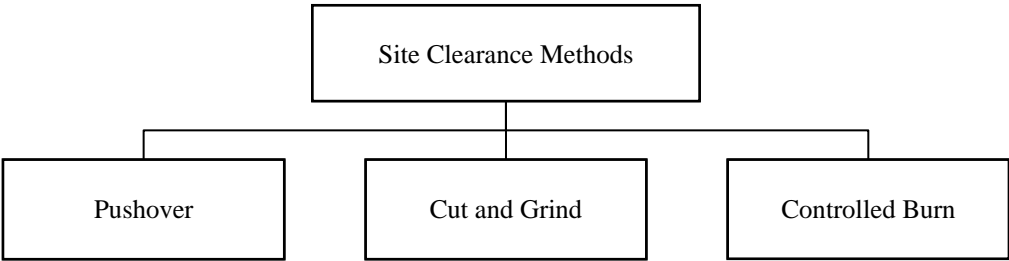 Site Clearance Methods
Pushover
Cut and Grind
Controlled Burn